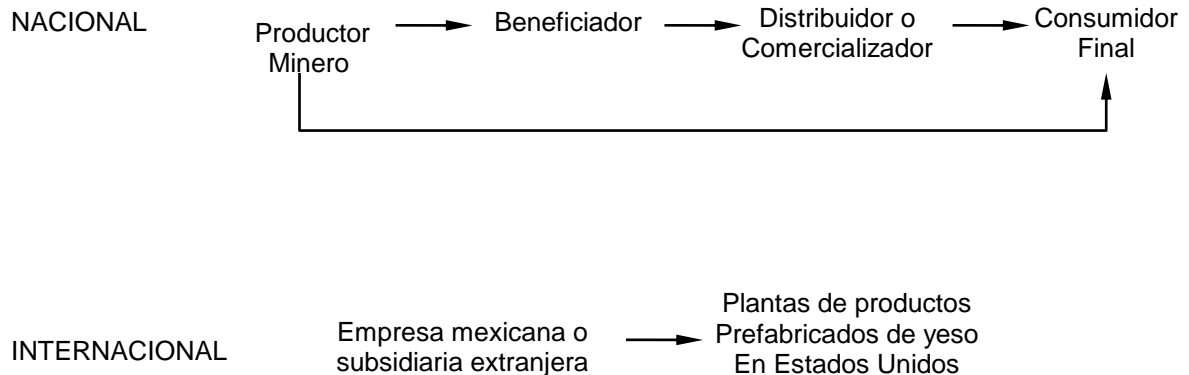 NACIONAL
Productor
Minero
Beneficiador
Distribuidor o
Comercializador
Consumidor
Final
INTERNACIONAL
Empresa mexicana o
subsidiaria extranjera
Plantas de productos
Prefabricados de yeso
En Estados Unidos